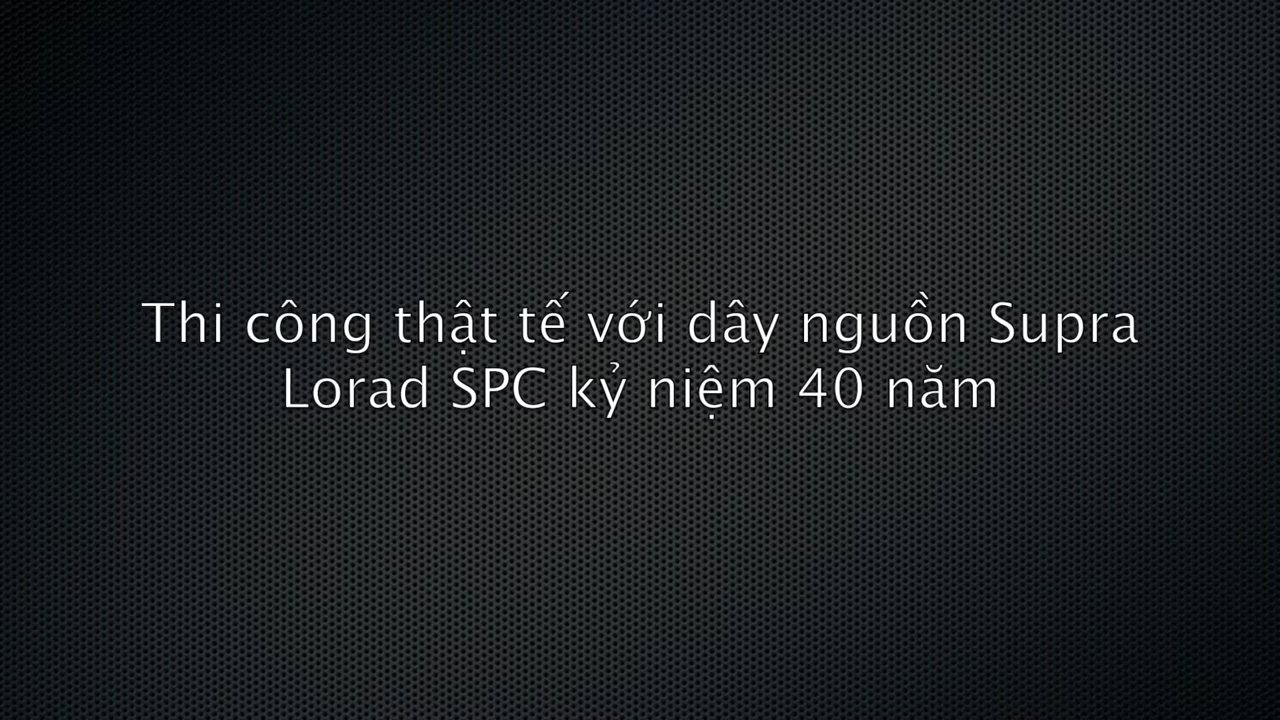 Thi công thật tế với dây nguồn Supra
Lorad SPC kỷ niệm 40 năm